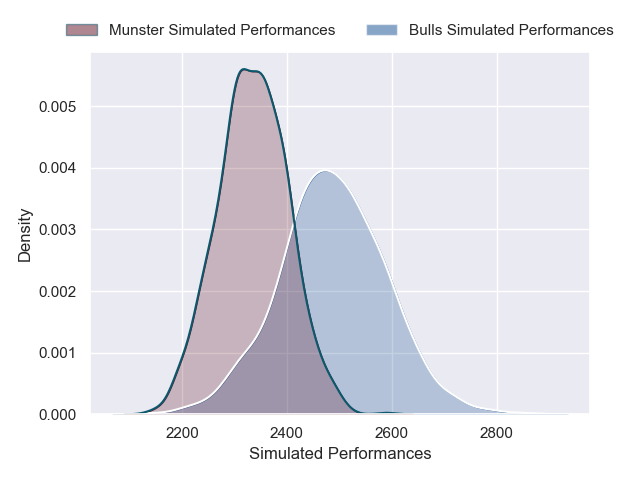 Munster Simulated Performances Bulls Simulated Performances
0.005
0.004
0.003
0.002
0.001
0.000
Density
2200 2400 2600 2800
Simulated Performances